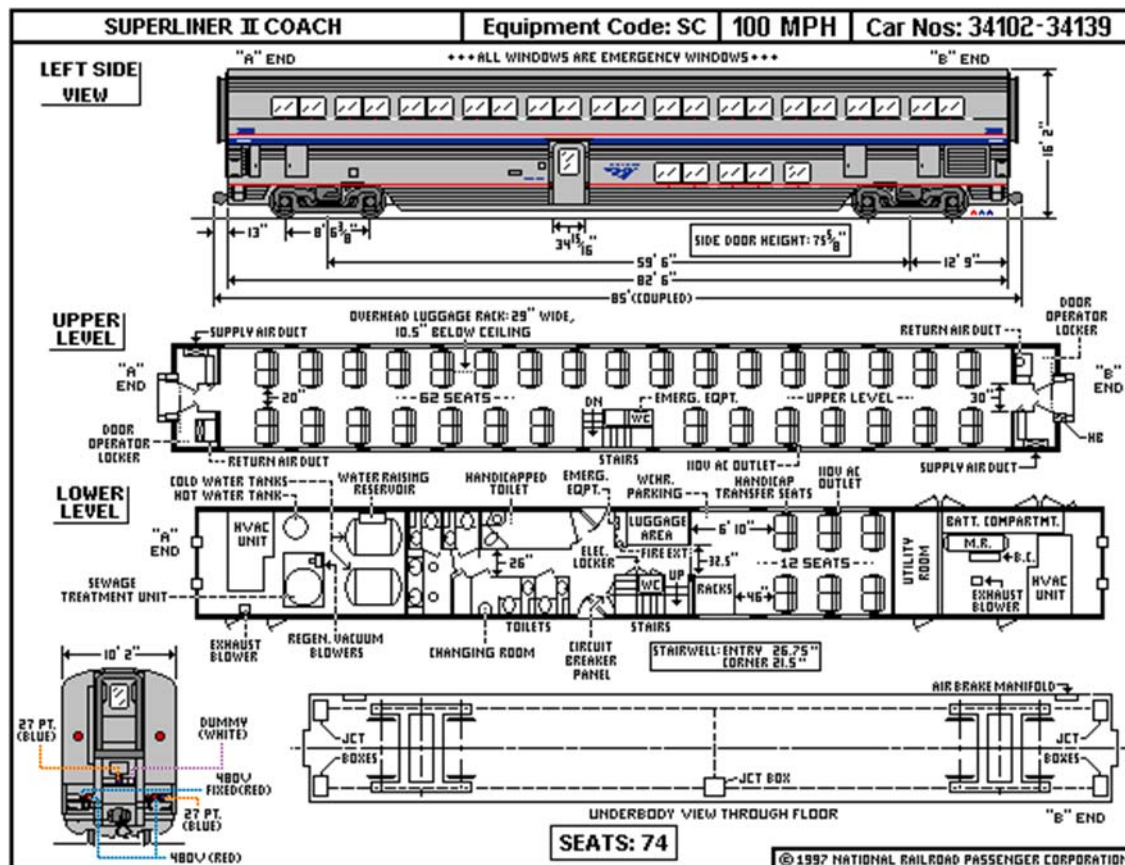 SUPERLINER II COACH
Equipment Code: SC
100 MPH
Car Nos: 34102-34139
LEFT SIDE
VIEW
"A" END
+++ALL WINDOWS ARE EMERGENCY WINDOWS+++
"B" END
16' 2"
13"
8' 6 3/8"
34 15/16"
SIDE DOOR HEIGHT: 75 5/8"
59' 6"
12' 9"
82' 6"
85' (COUPLED)
UPPER
LEVEL
SUPPLY AIR DUCT
OVERHEAD LUGGAGE RACK: 29" WIDE,
10.5" BELOW CEILING
RETURN AIR DUCT
DOOR
OPERATOR
LOCKER
"A"
END
"B"
END
20"
62 SEATS
DN
WC
EMERG. EQPT.
UPPER LEVEL
30"
HB
DOOR
OPERATOR
LOCKER
RETURN AIR DUCT
STAIRS
110V AC OUTLET
SUPPLY AIR DUCT
LOWER
LEVEL
COLD WATER TANKS
HOT WATER TANK
WATER RAISING
RESERVOIR
HANDICAPPED
TOILET
EMERG.
EQPT.
WCHR.
PARKING
HANDICAP
TRANSFER SEATS
110V AC
OUTLET
"A"
END
HVAC
UNIT
LUGGAGE
AREA
6' 10"
BATT. COMPARTMT.
M.R.
B.C.
26"
ELEC.
LOCKER
FIRE EXT.
32.5"
12 SEATS
UTILITY
ROOM
EXHAUST
BLOWER
HVAC
UNIT
SEWAGE
TREATMENT UNIT
WC
UP
RACKS
46"
EXHAUST
BLOWER
REGEN. VACUUM
BLOWERS
CHANGING ROOM
TOILETS
CIRCUIT
BREAKER
PANEL
STAIRS
STAIRWELL: ENTRY 26.75"
CORNER 21.5"
10' 2"
27 PT.
(BLUE)
DUMMY
(WHITE)
480V
FIXED(RED)
27 PT.
(BLUE)
480V (RED)
AIR BRAKE MANIFOLD
JCT
BOXES
JCT
BOXES
JCT BOX
UNDERBODY VIEW THROUGH FLOOR
"B" END
SEATS: 74
©1997 NATIONAL RAILROAD PASSENGER CORPORATION